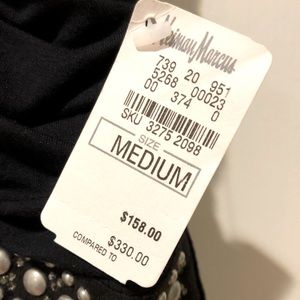 Neiman Marcus
739 20 951
5268 00023
00 374 0
SKU 3275 2098
SIZE
MEDIUM
$158.00
$330.00
COMPARED TO